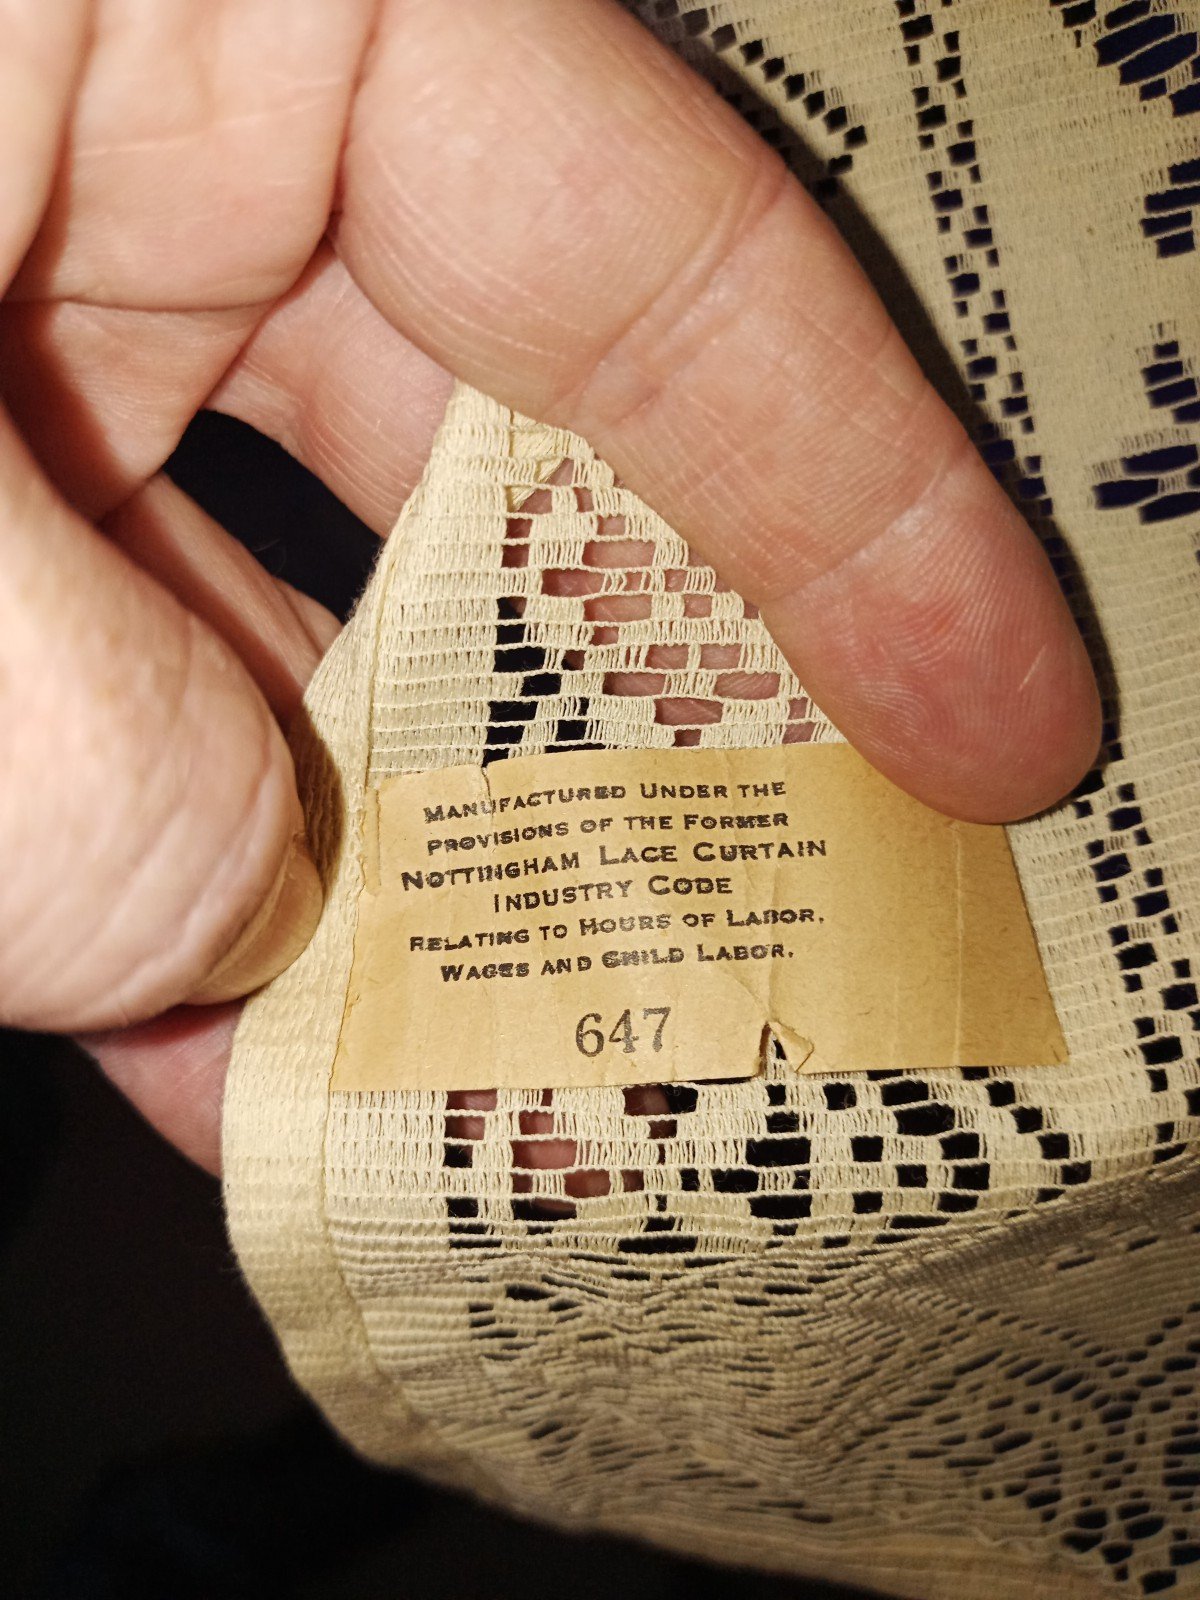 MANUFACTURED UNDER THE
PROVISIONS OF THE FORMER
NOTTINGHAM LACE CURTAIN
INDUSTRY CODE
RELATING TO HOURS OF LABOR,
WAGES AND CHILD LABOR.
647